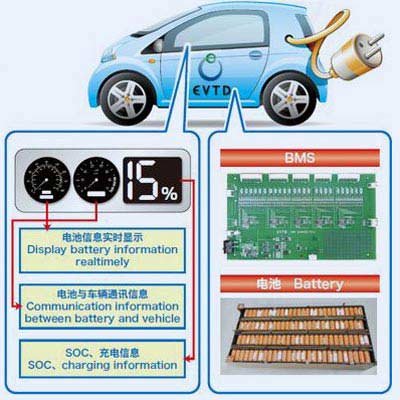 EVTD
15%
电池信息实时显示
Display battery information
realtimely
电池与车辆通讯信息
Communication information
between battery and vehicle
SOC、充电信息
SOC、charging information
BMS
EVTD
电池 Battery